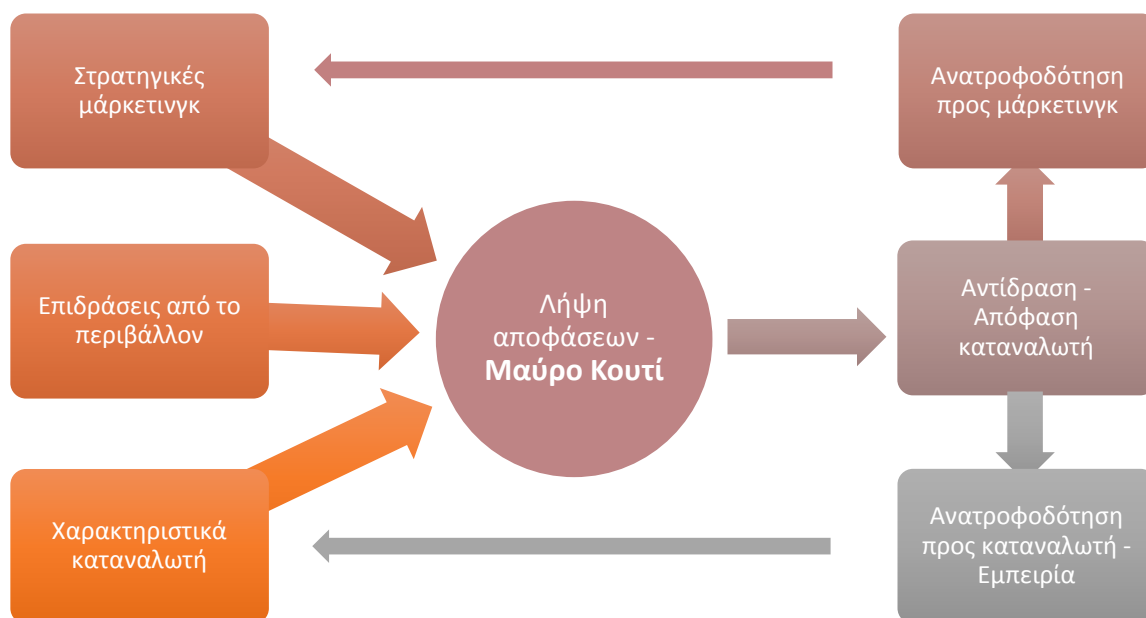 Στρατηγικές
μάρκετινγκ
Επιδράσεις από το
περιβάλλον
Χαρακτηριστικά
καταναλωτή
Λήψη
αποφάσεων -
Μαύρο Κουτί
Ανατροφοδότηση
προς μάρκετινγκ
Αντίδραση -
Απόφαση
καταναλωτή
Ανατροφοδότηση
προς καταναλωτή -
Εμπειρία